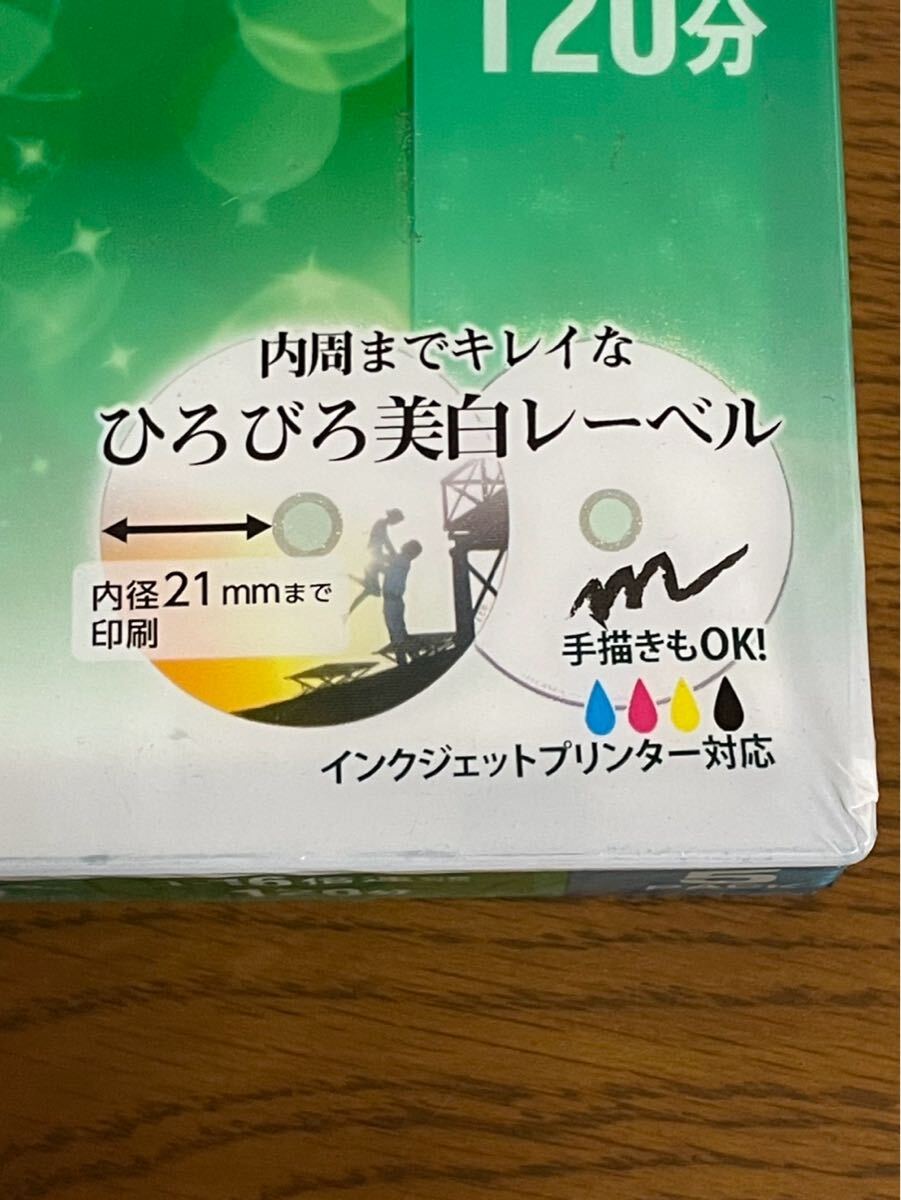 120分
内周までキレイな
ひろびろ美白レーベル
内径21mmまで
印刷
手描きもOK!
インクジェットプリンター対応